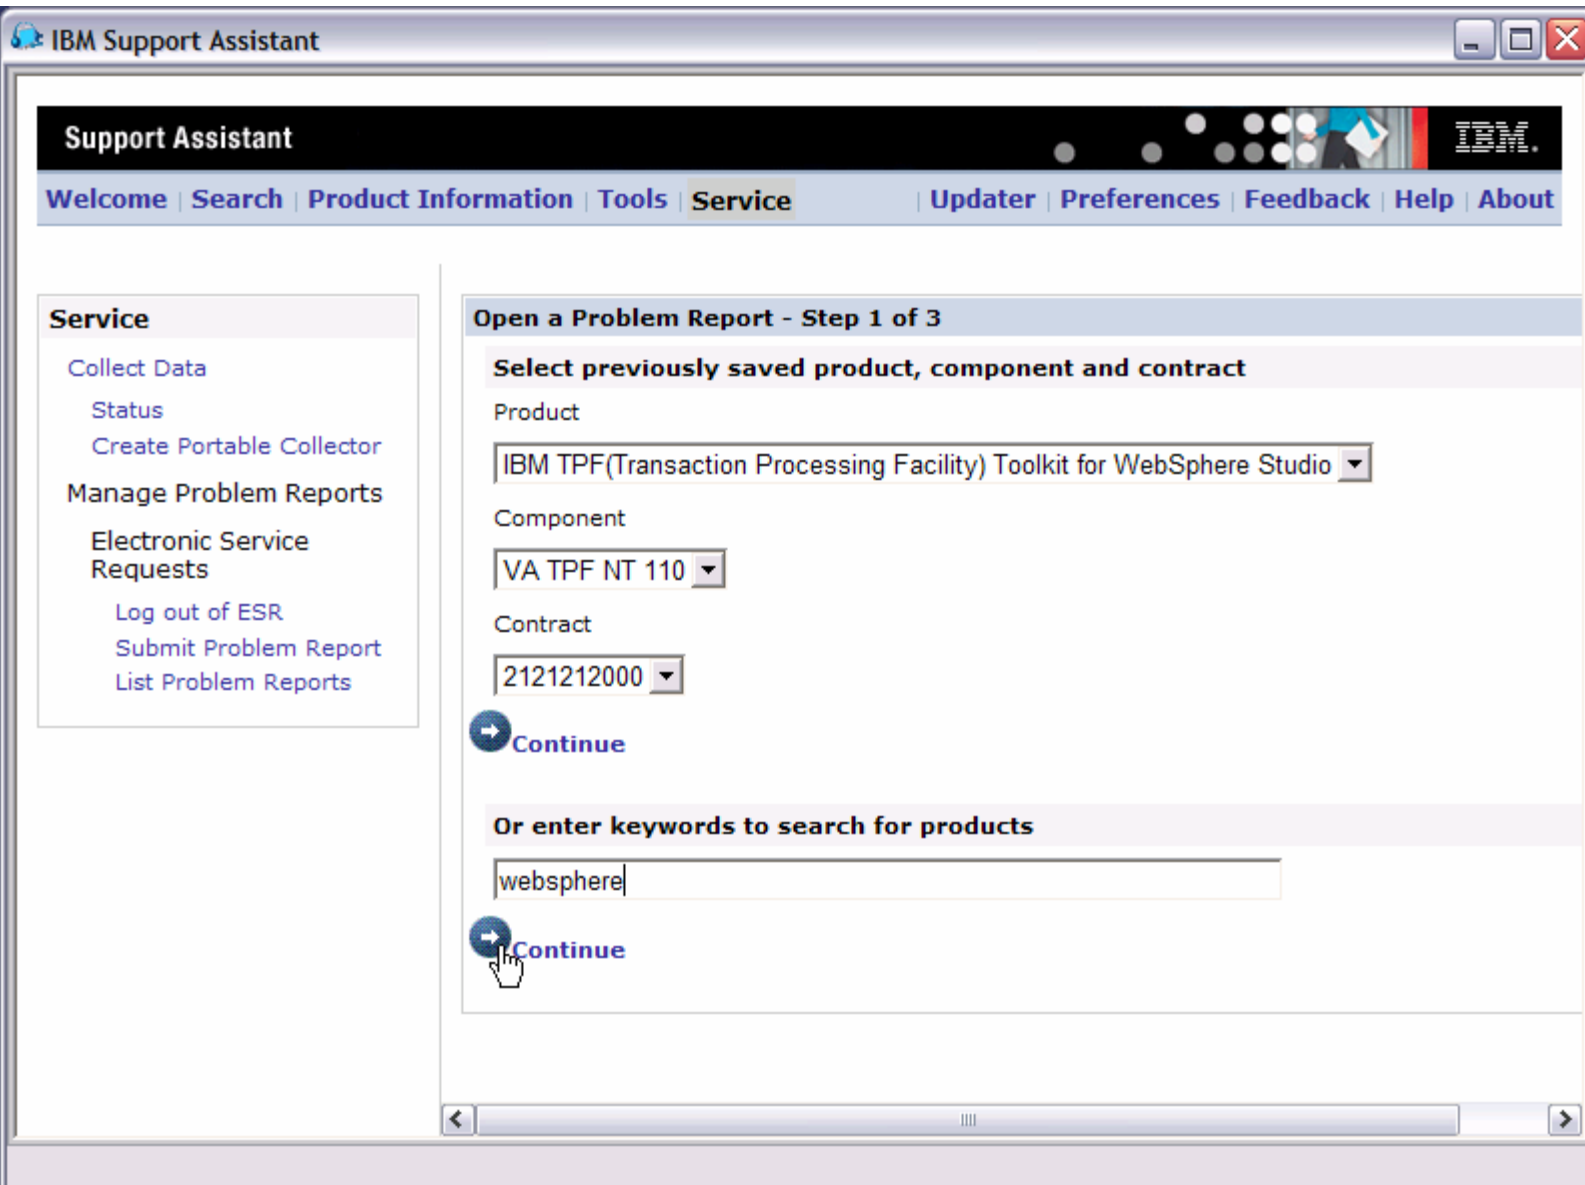 IBM Support Assistant
Support Assistant
IBM.
Welcome | Search | Product Information | Tools | Service | Updater | Preferences | Feedback | Help | About
Service
Collect Data
Status
Create Portable Collector
Manage Problem Reports
Electronic Service
Requests
Log out of ESR
Submit Problem Report
List Problem Reports
Open a Problem Report - Step 1 of 3
Select previously saved product, component and contract
Product
IBM TPF(Transaction Processing Facility) Toolkit for WebSphere Studio
Component
VA TPF NT 110
Contract
2121212000
Continue
Or enter keywords to search for products
websphere
Continue